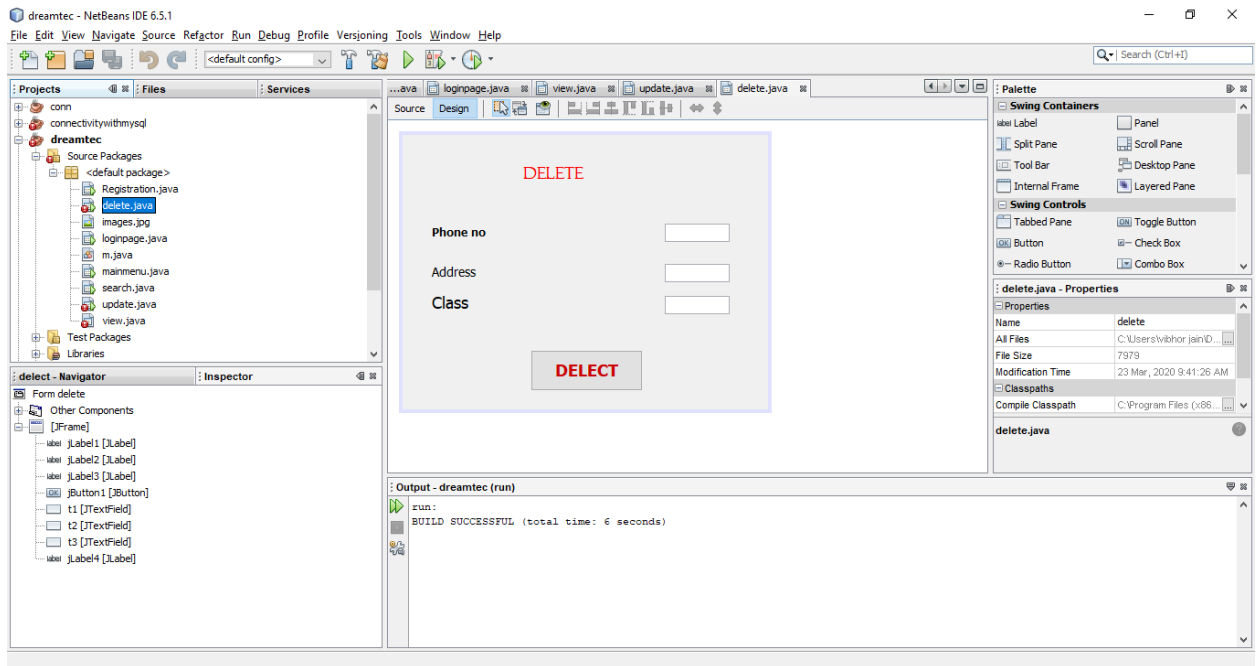 dreamtec - NetBeans IDE 6.5.1
File Edit View Navigate Source Refactor Run Debug Profile Versioning Tools Window Help
<default config>
Search (Ctrl+I)
Projects
Files
Services
conn
connectivitywithmysql
dreamtec
Source Packages
<default package>
Registration.java
delete.java
images.jpg
loginpage.java
m.java
mainmenu.java
search.java
update.java
view.java
Test Packages
Libraries
delect - Navigator
Inspector
Form delete
Other Components
[JFrame]
label jLabel1 [JLabel]
label jLabel2 [JLabel]
label jLabel3 [JLabel]
OK jButton1 [JButton]
t1 [JTextField]
t2 [JTextField]
t3 [JTextField]
label jLabel4 [JLabel]
...ava loginpage.java view.java update.java delete.java
Source Design
DELETE
Phone no
Address
Class
DELECT
Output - dreamtec (run)
run:
BUILD SUCCESSFUL (total time: 6 seconds)
Palette
Swing Containers
label Label
Panel
Split Pane
Scroll Pane
Tool Bar
Desktop Pane
Internal Frame
Layered Pane
Swing Controls
Tabbed Pane
ON Toggle Button
OK Button
Check Box
Radio Button
Combo Box
delete.java - Properties
Properties
Name delete
All Files C:\Users\vibhor jain\D... ...
File Size 7979
Modification Time 23 Mar, 2020 9:41:26 AM
Classpaths
Compile Classpath C:\Program Files (x86... ...
delete.java